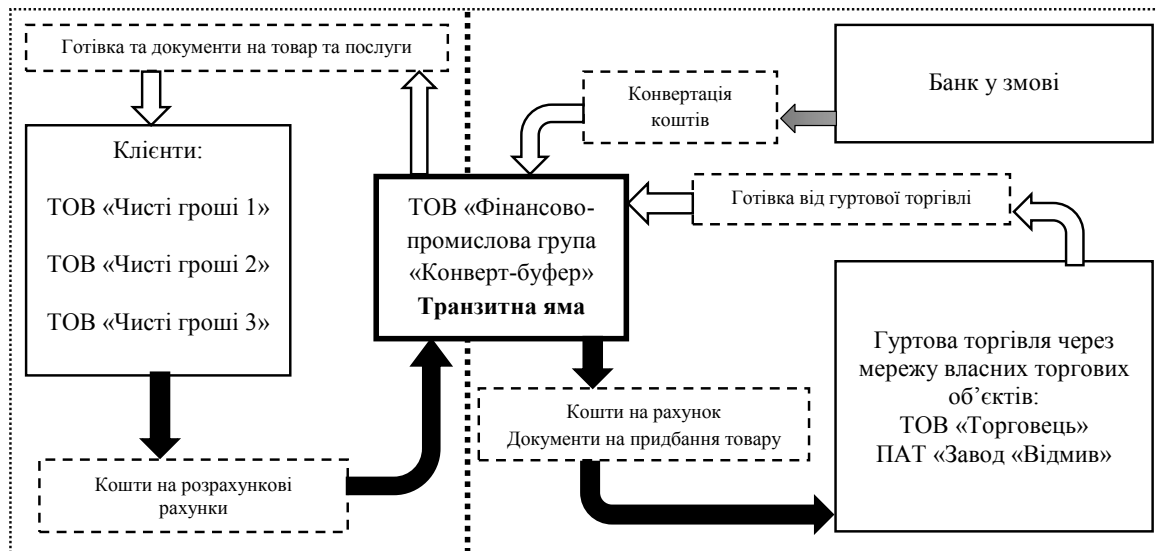 Готівка та документи на товар та послуги
Клієнти:
ТОВ «Чисті гроші 1»
ТОВ «Чисті гроші 2»
ТОВ «Чисті гроші 3»
Кошти на розрахункові
рахунки
Конвертація
коштів
Банк у змові
ТОВ «Фінансово-
промислова група
«Конверт-буфер»
Транзитна яма
Готівка від гуртової торгівлі
Кошти на рахунок
Документи на придбання товару
Гуртова торгівля через
мережу власних торгових
об’єктів:
ТОВ «Торговець»
ПАТ «Завод «Відмив»